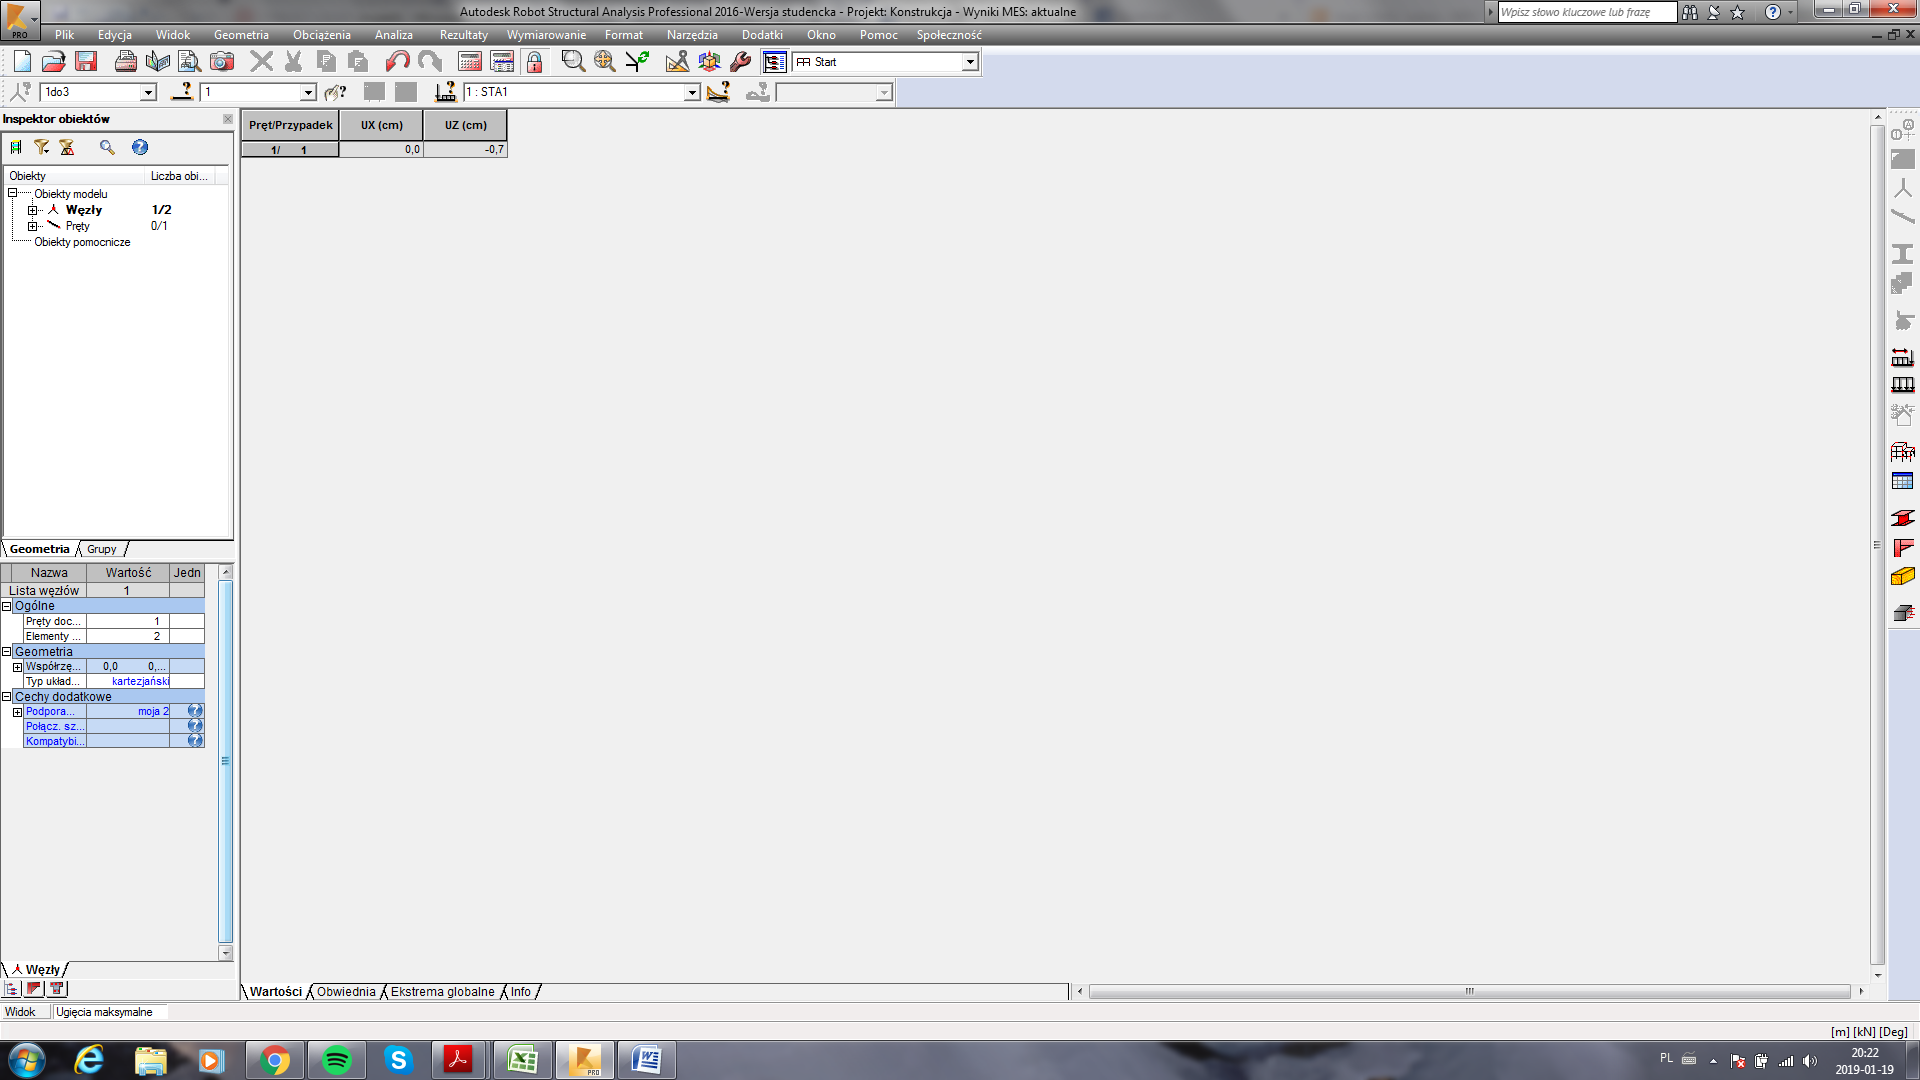 Autodesk Robot Structural Analysis Professional 2016-Wersja studencka - Projekt: Konstrukcja - Wyniki MES: aktualne
Wpisz słowo kluczowe lub frazę
PRO
Plik Edycja Widok Geometria Obciążenia Analiza Rezultaty Wymiarowanie Format Narzędzia Dodatki Okno Pomoc Społeczność
Start
1do3
1
1 : STA1
Inspektor obiektów
Obiekty Liczba obi...
Obiekty modelu
Węzły 1/2
Pręty 0/1
Obiekty pomocnicze
Geometria Grupy
Nazwa Wartość Jedn
Lista węzłów 1
Ogólne
Pręty doc... 1
Elementy ... 2
Geometria
Współrzę... 0,0 0,...
Typ układ... kartezjański
Cechy dodatkowe
Podpora... moja 2
Połącz. sz...
Kompatybi...
Węzły
Pręt/Przypadek UX (cm) UZ (cm)
1/ 1 0,0 -0,7
Wartości Obwiednia Ekstrema globalne Info
Widok Ugięcia maksymalne
[m] [kN] [Deg]
PRO
PL
20:22
2019-01-19